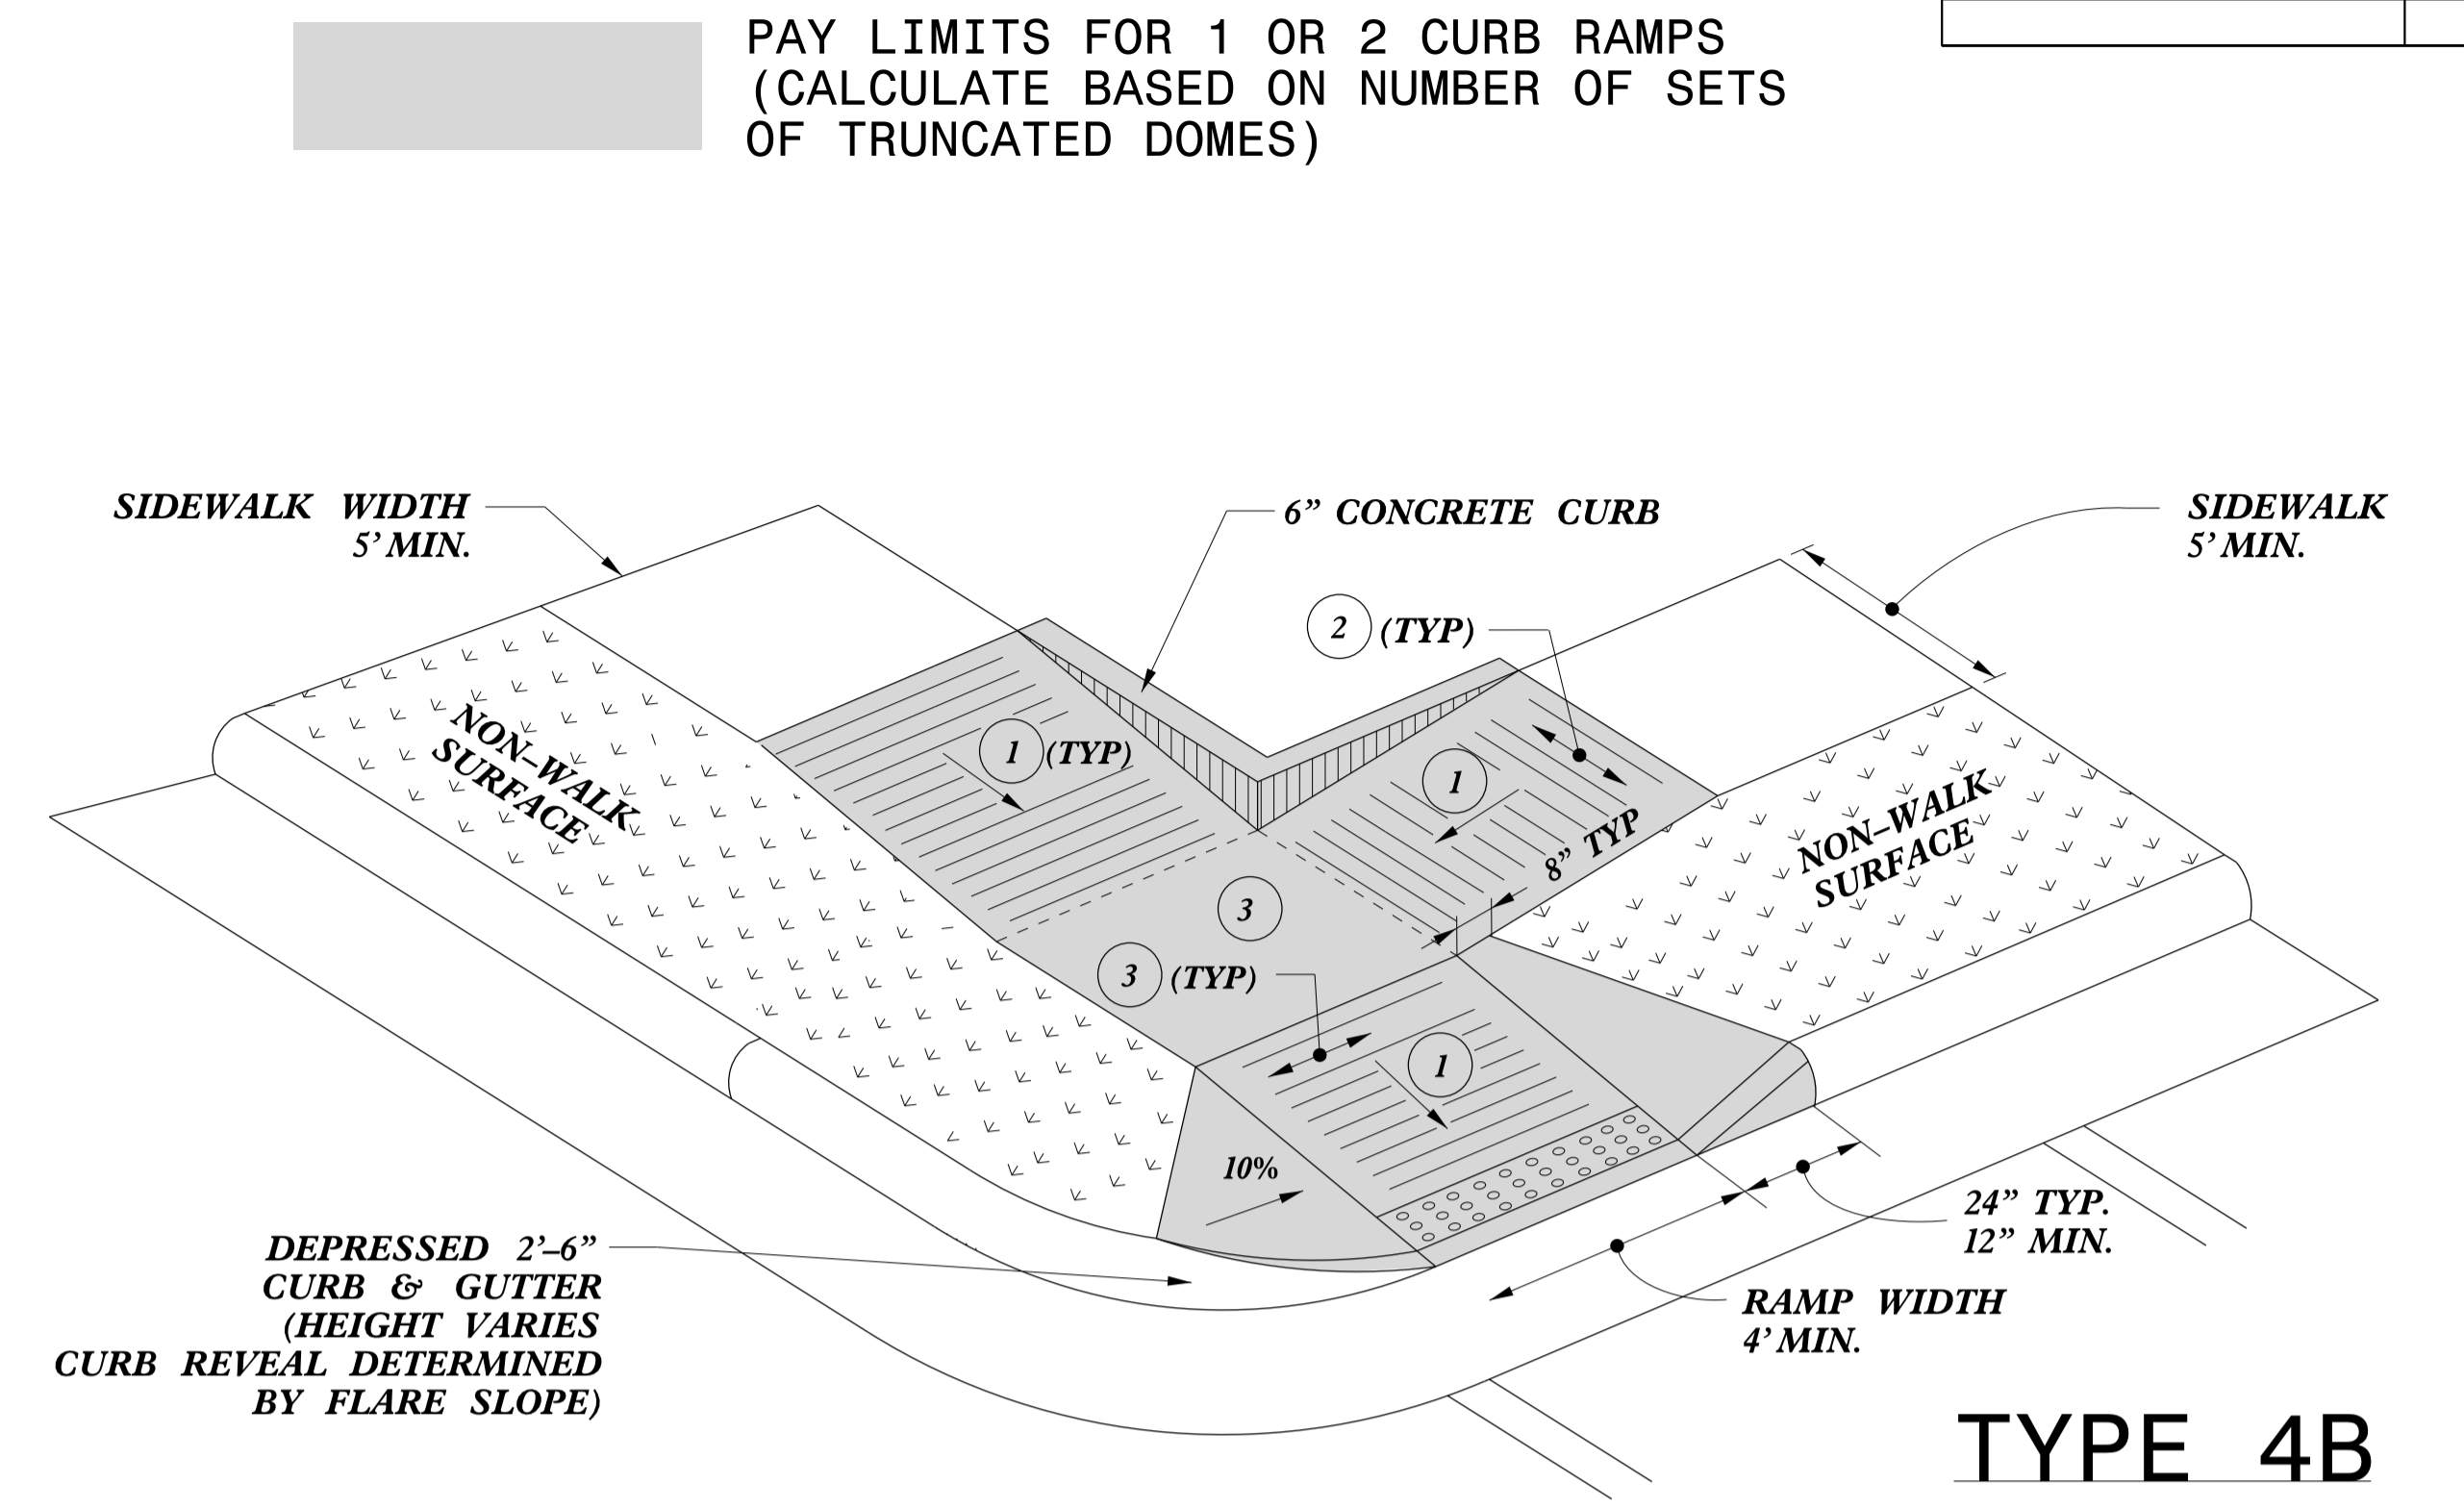 PAY LIMITS FOR 1 OR 2 CURB RAMPS
(CALCULATE BASED ON NUMBER OF SETS
OF TRUNCATED DOMES)
SIDEWALK WIDTH
5' MIN.
6” CONCRETE CURB
SIDEWALK
5' MIN.
2 (TYP)
NON-WALK
SURFACE
1 (TYP)
1
8” TYP
NON-WALK
SURFACE
3
3 (TYP)
1
10%
24” TYP.
12” MIN.
DEPRESSED 2'-6”
CURB & GUTTER
(HEIGHT VARIES
CURB REVEAL DETERMINED
BY FLARE SLOPE)
RAMP WIDTH
4' MIN.
TYPE 4B